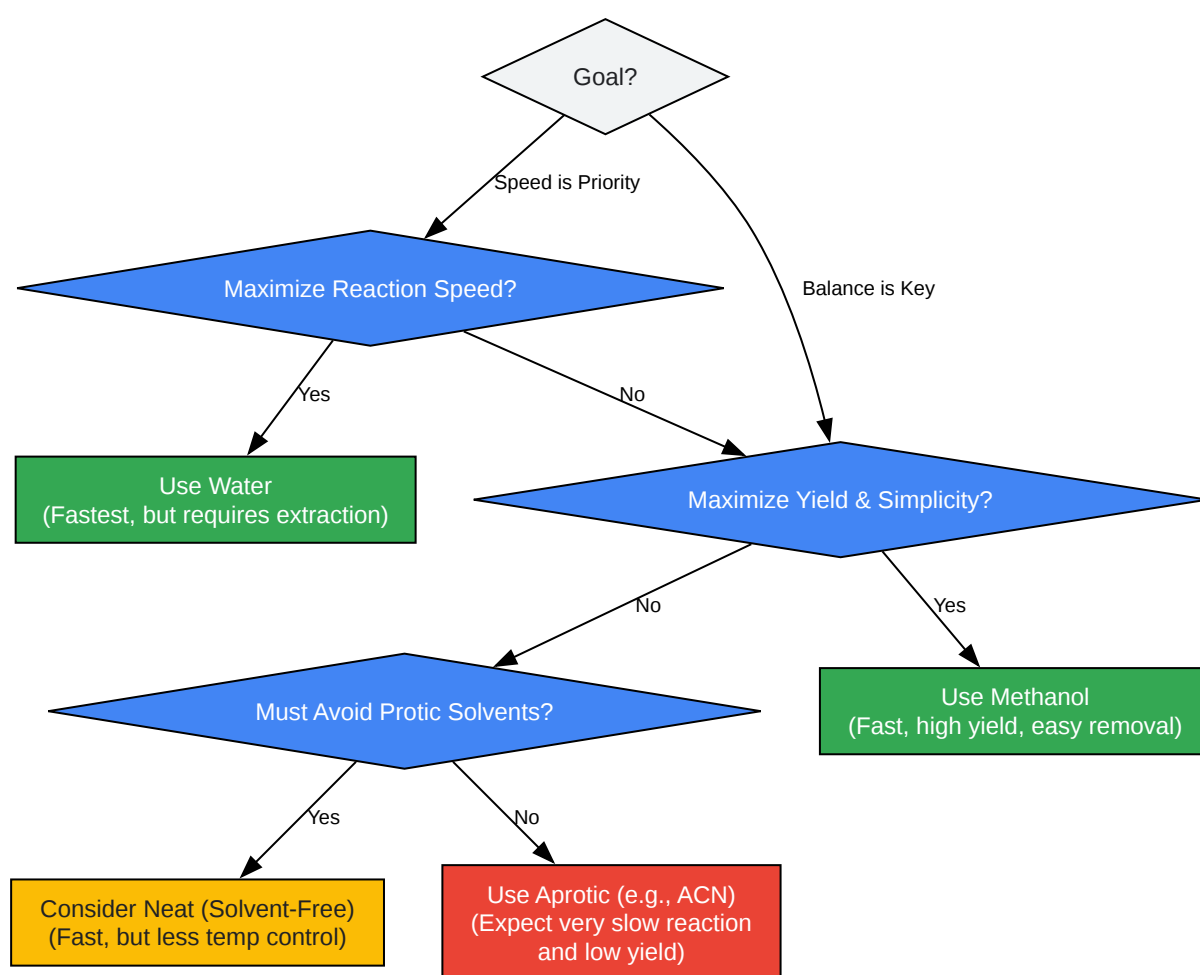 Goal?
Speed is Priority
Maximize Reaction Speed?
Balance is Key
Yes
No
Use Water
(Fastest, but requires extraction)
Maximize Yield & Simplicity?
No
Yes
Must Avoid Protic Solvents?
Use Methanol
(Fast, high yield, easy removal)
Yes
No
Consider Neat (Solvent-Free)
(Fast, but less temp control)
Use Aprotic (e.g., ACN)
(Expect very slow reaction
and low yield)